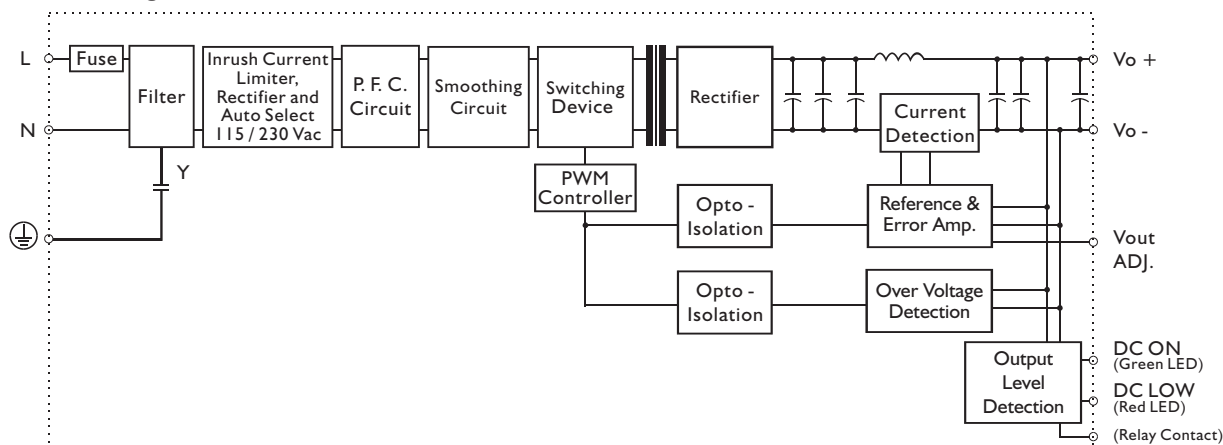 L
Fuse
Filter
Inrush Current
Limiter,
Rectifier and
Auto Select
115 / 230 Vac
P. F. C.
Circuit
Smoothing
Circuit
Switching
Device
Rectifier
Current
Detection
Vo +
N
Vo -
Y
PWM
Controller
Opto -
Isolation
Reference &
Error Amp.
Vout
ADJ.
Opto -
Isolation
Over Voltage
Detection
Output
Level
Detection
DC ON
(Green LED)
DC LOW
(Red LED)
(Relay Contact)